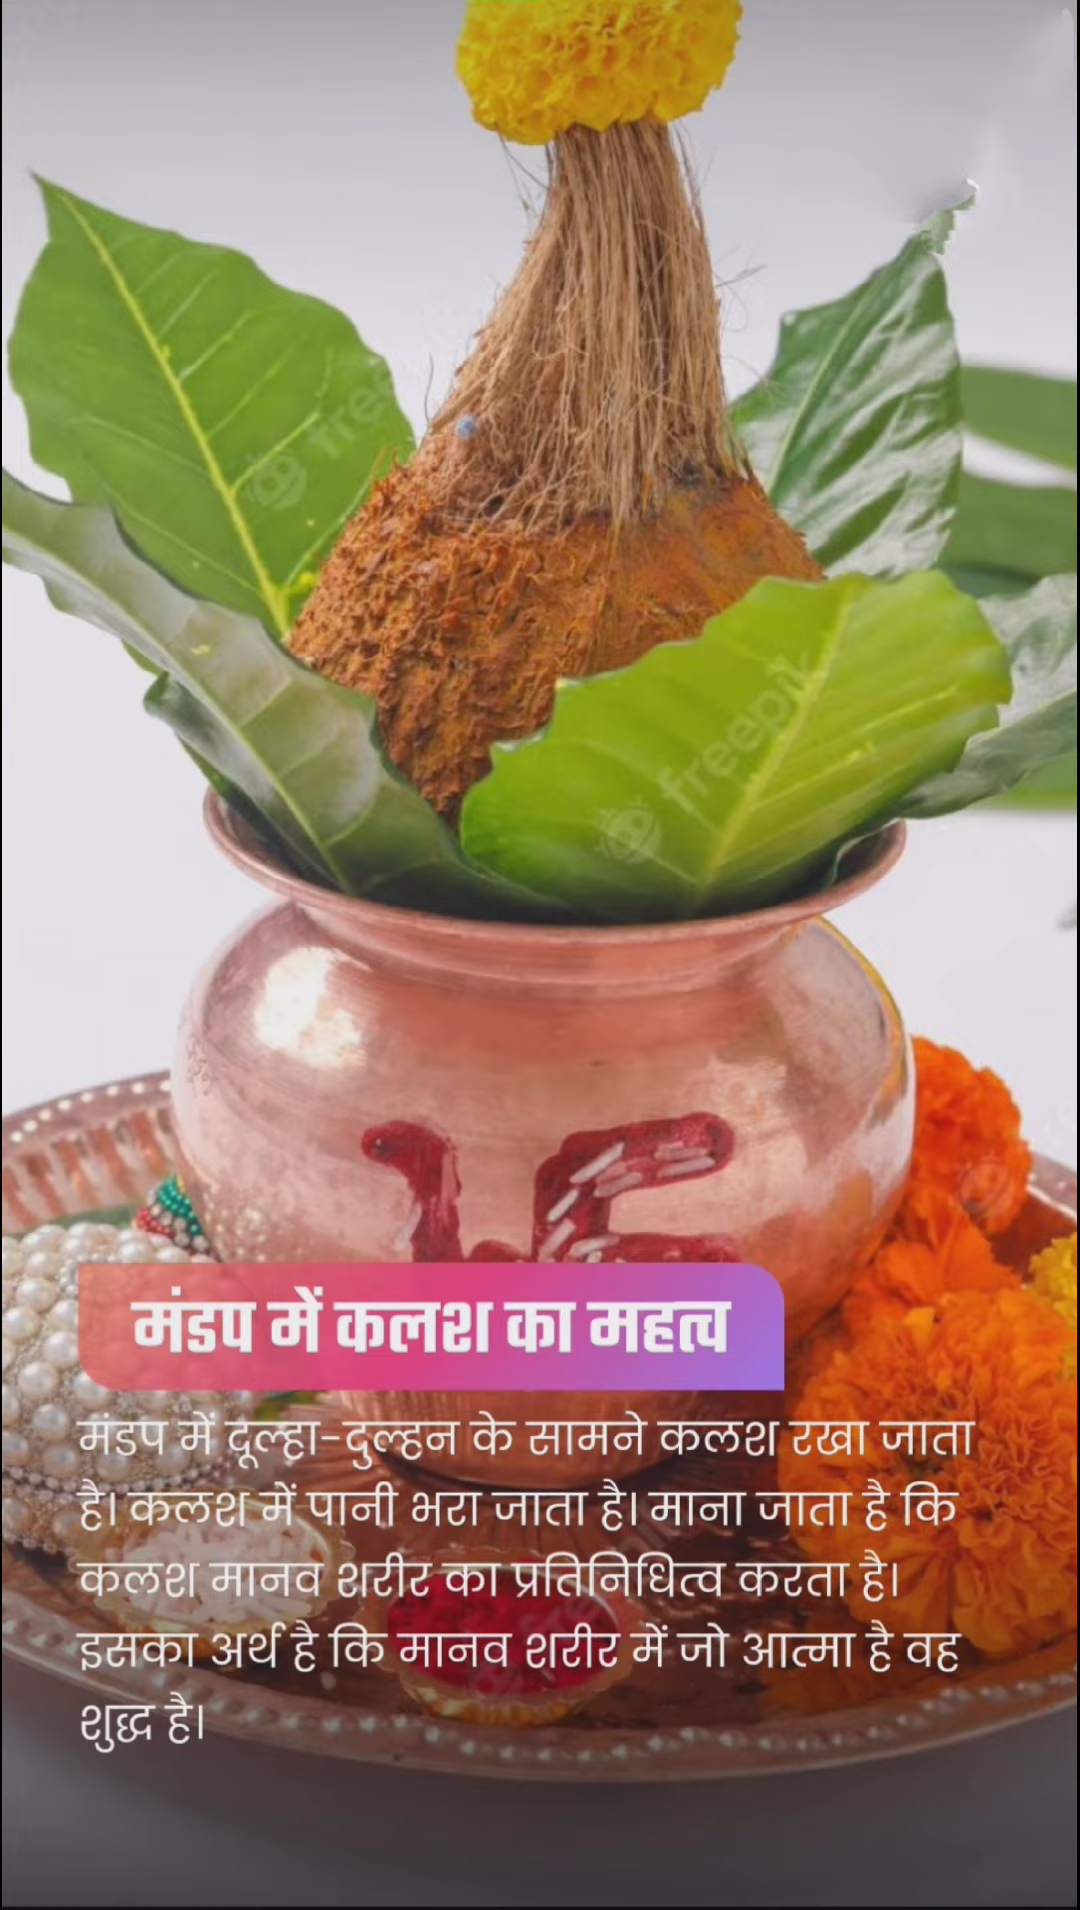 मंडप में कलश का महत्व
मंडप में दूल्हा-दुल्हन के सामने कलश रखा जाता
है। कलश में पानी भरा जाता है। माना जाता है कि
कलश मानव शरीर का प्रतिनिधित्व करता है।
इसका अर्थ है कि मानव शरीर में जो आत्मा है वह
शुद्ध है।
freepik